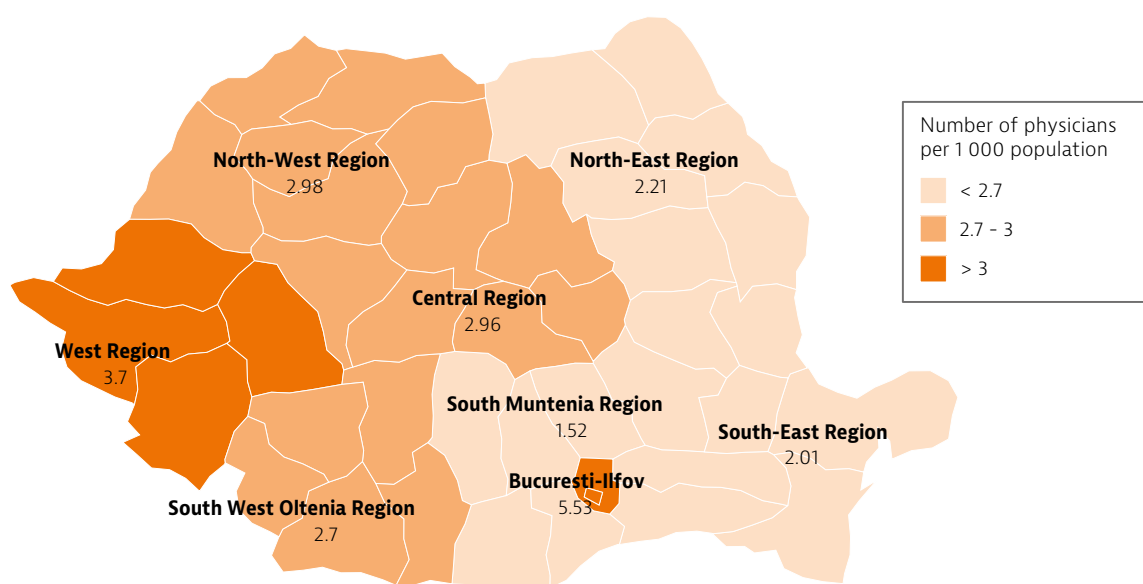 North-West Region
2.98
North-East Region
2.21
Number of physicians
per 1 000 population
< 2.7
2.7 - 3
> 3
Central Region
2.96
West Region
3.7
South Muntenia Region
1.52
South-East Region
2.01
Bucuresti-Ilfov
5.53
South West Oltenia Region
2.7